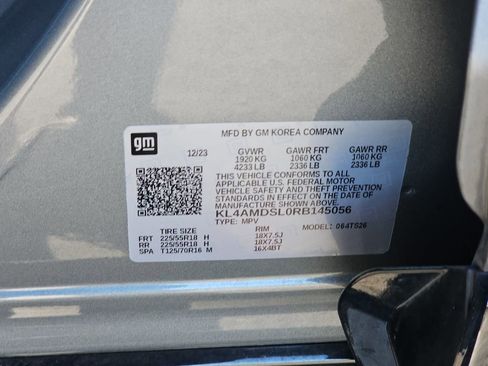 gm
MFD BY GM KOREA COMPANY
12/23 GVWR GAWR FRT GAWR RR
1920 KG 1060 KG 1060 KG
4233 LB 2336 LB 2336 LB
THIS VEHICLE CONFORMS TO ALL
APPLICABLE U.S. FEDERAL MOTOR
VEHICLE SAFETY AND THEFT PREVENTION
STANDARDS IN EFFECT ON THE DATE OF
MANUFACTURE SHOWN ABOVE.
KL4AMDSL0RB145056
TYPE: MPV
TIRE SIZE RIM MODEL: 064TS26
FRT 225/55R18 H 18X7.5J
RR 225/55R18 H 18X7.5J
SPA T125/70R16 M 16X4BT